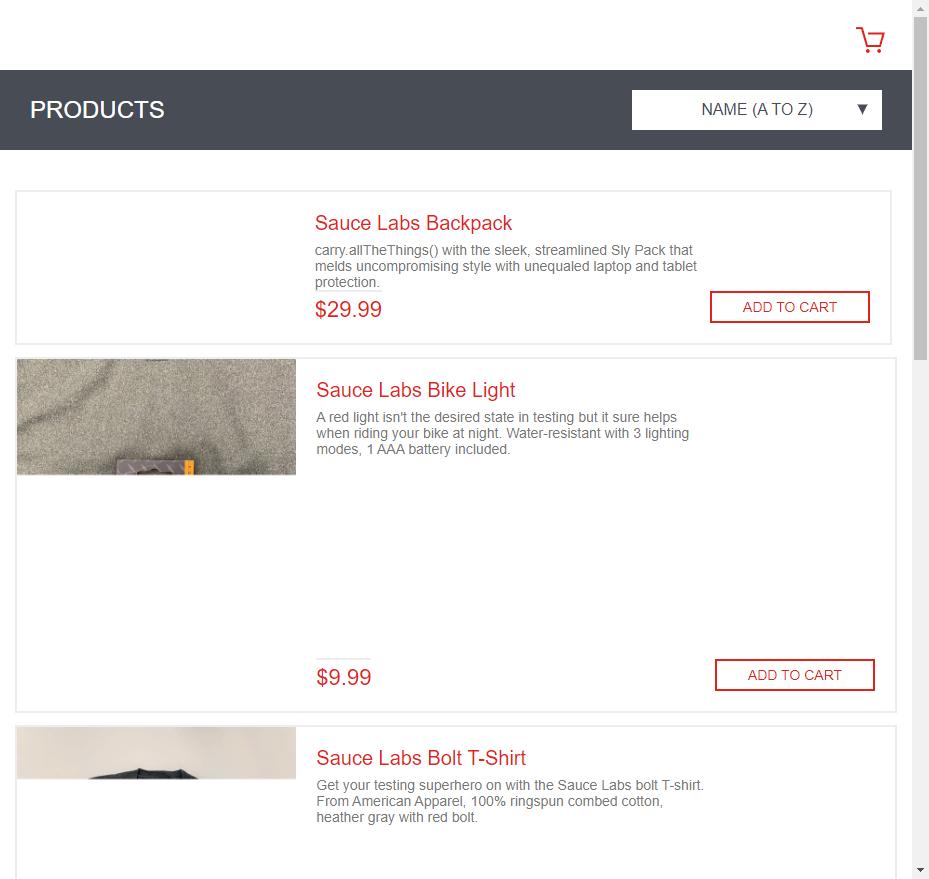 PRODUCTS
NAME (A TO Z)
Sauce Labs Backpack
carry.allTheThings() with the sleek, streamlined Sly Pack that
melds uncompromising style with unequaled laptop and tablet
protection.
$29.99
ADD TO CART
Sauce Labs Bike Light
A red light isn't the desired state in testing but it sure helps
when riding your bike at night. Water-resistant with 3 lighting
modes, 1 AAA battery included.
$9.99
ADD TO CART
Sauce Labs Bolt T-Shirt
Get your testing superhero on with the Sauce Labs bolt T-shirt.
From American Apparel, 100% ringspun combed cotton,
heather gray with red bolt.